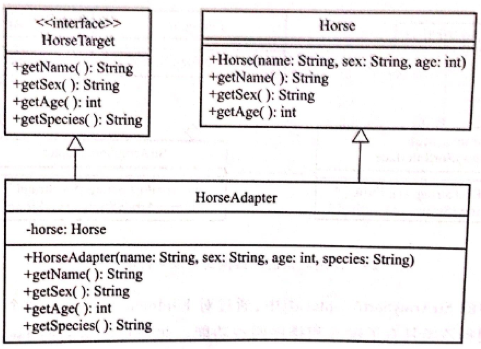 <<interface>>
HorseTarget
+getName( ): String
+getSex( ): String
+getAge( ): int
+getSpecies( ): String
Horse
+Horse(name: String, sex: String, age: int)
+getName( ): String
+getSex( ): String
+getAge( ): int
HorseAdapter
-horse: Horse
+HorseAdapter(name: String, sex: String, age: int, species: String)
+getName( ): String
+getSex( ): String
+getAge( ): int
+getSpecies( ): String